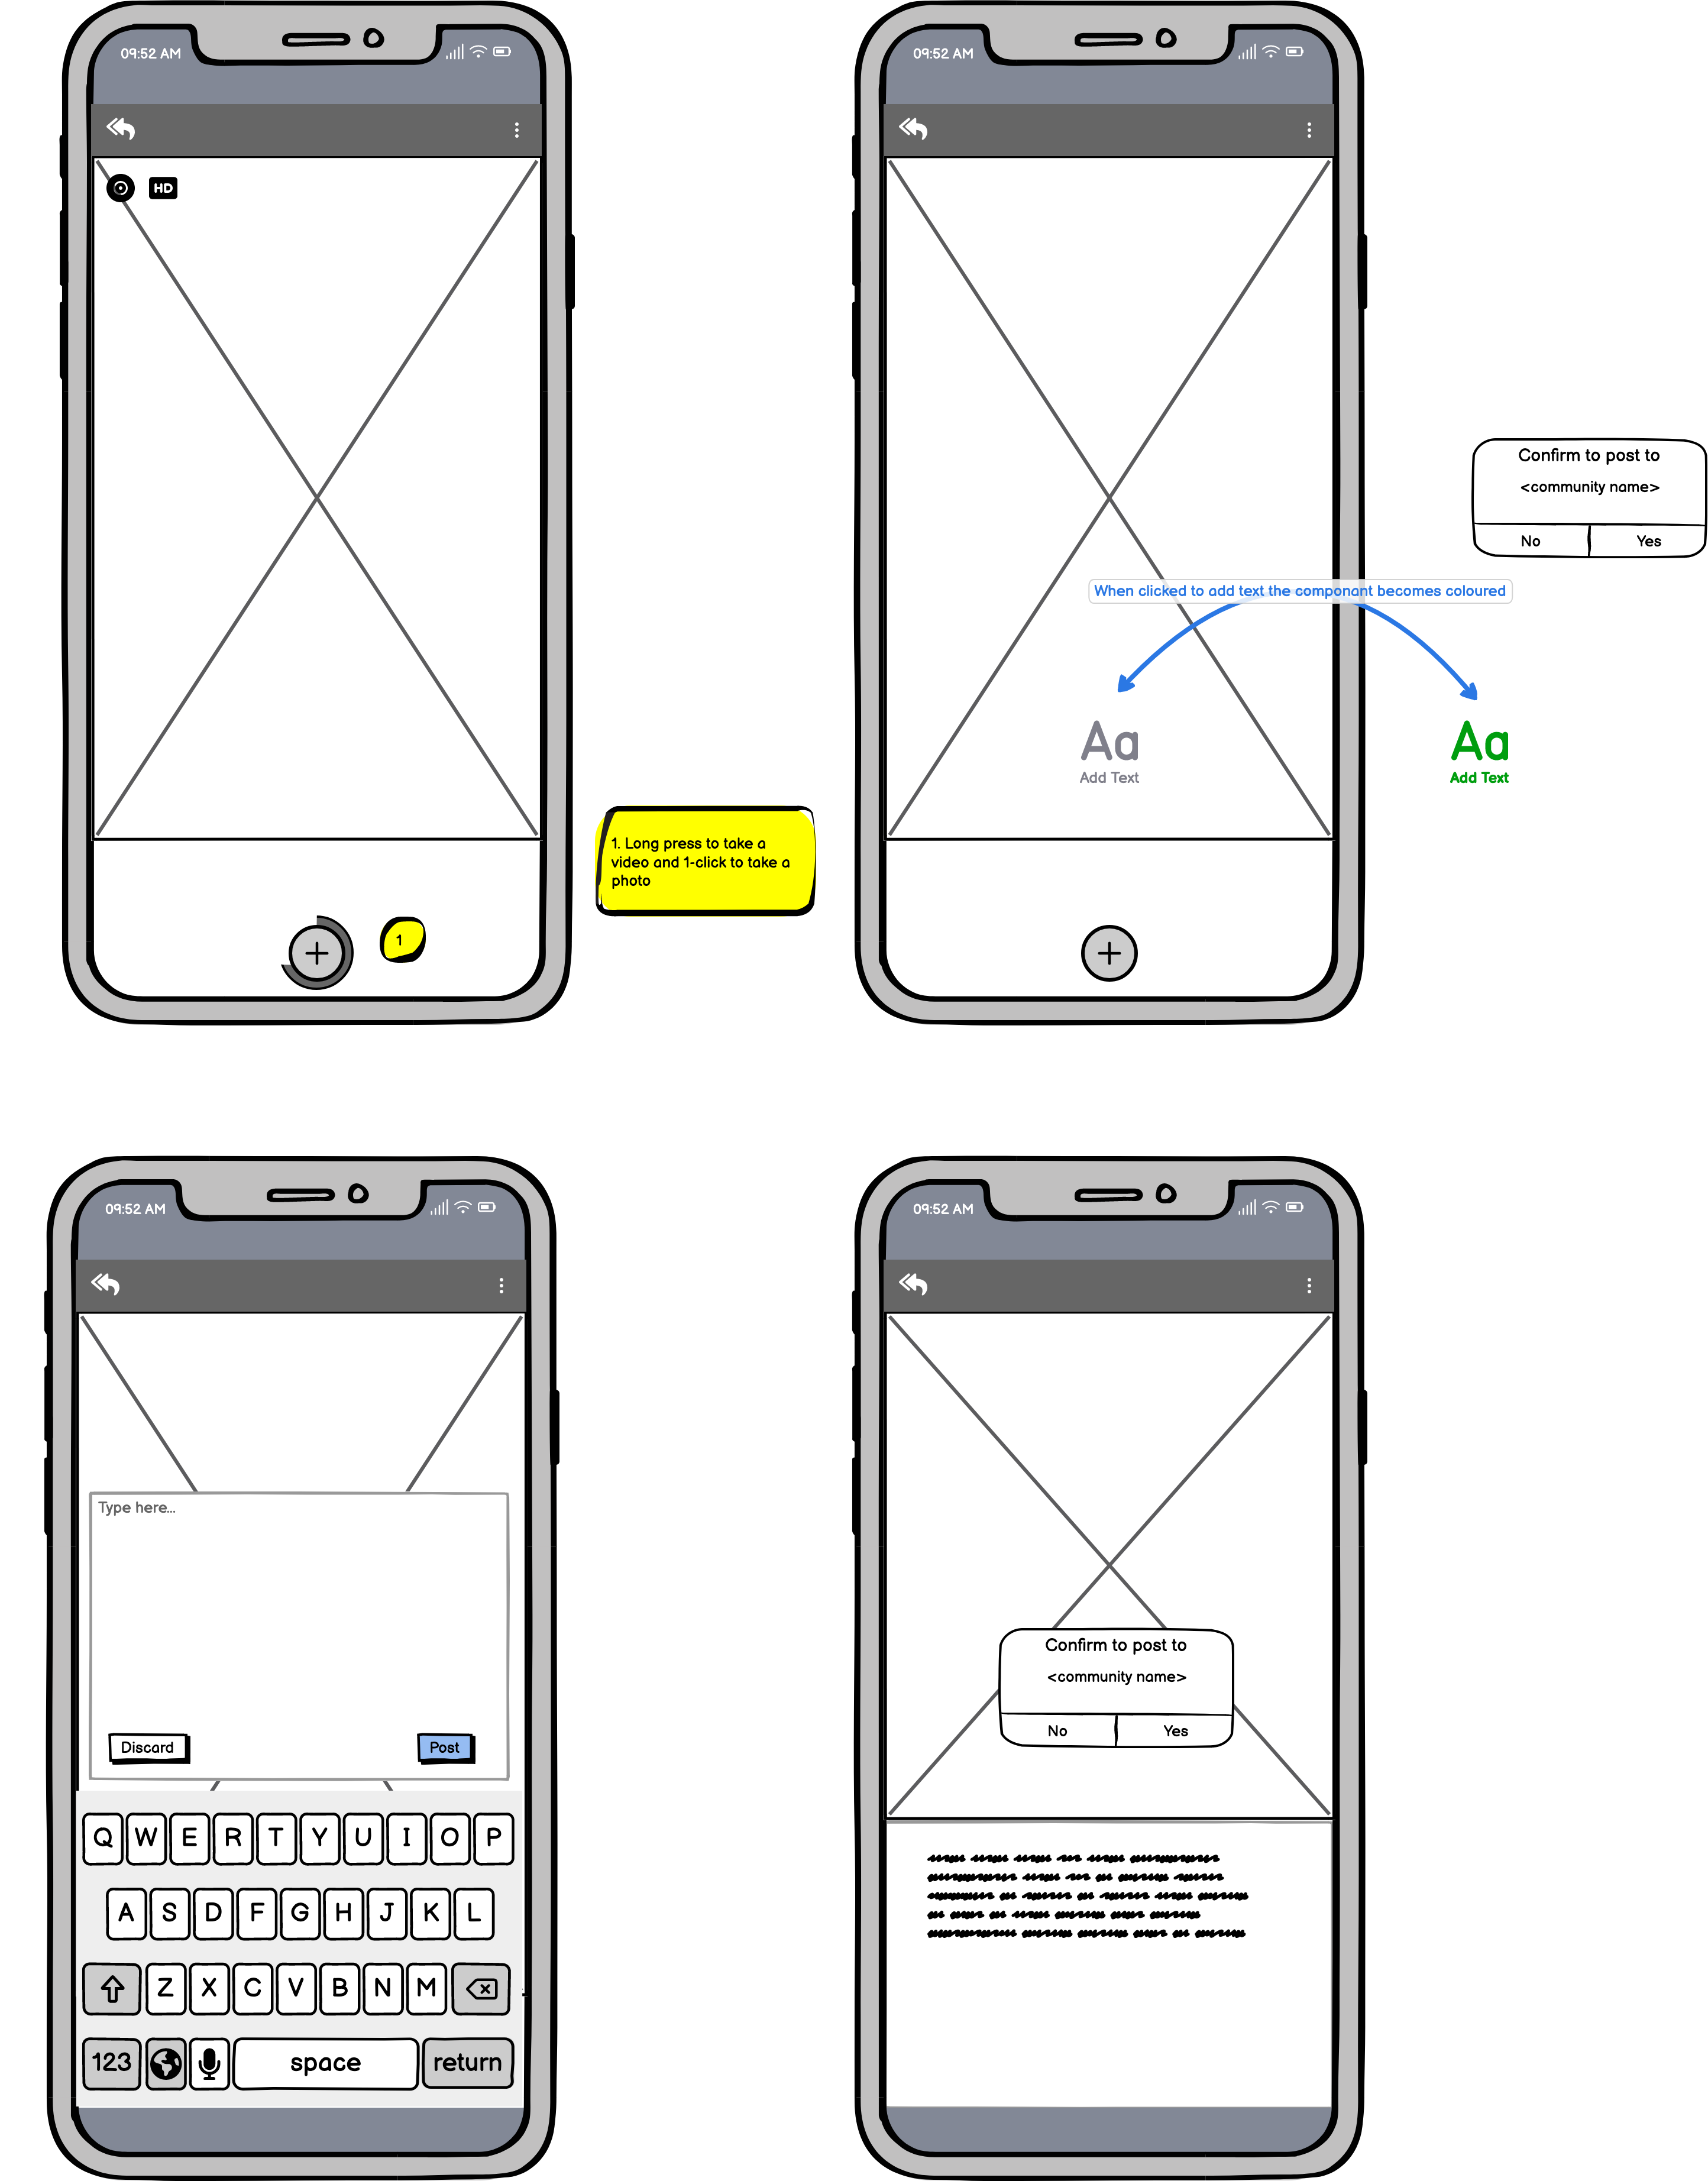 09:52 AM
HD
1. Long press to take a
video and 1-click to take a
photo
1
09:52 AM
Confirm to post to
<community name>
No
Yes
When clicked to add text the componant becomes coloured
Aa
Add Text
Aa
Add Text
09:52 AM
Type here...
Discard
Post
Q W E R T Y U I O P
A S D F G H J K L
Z X C V B N M
123 space return
09:52 AM
Confirm to post to
<community name>
No
Yes